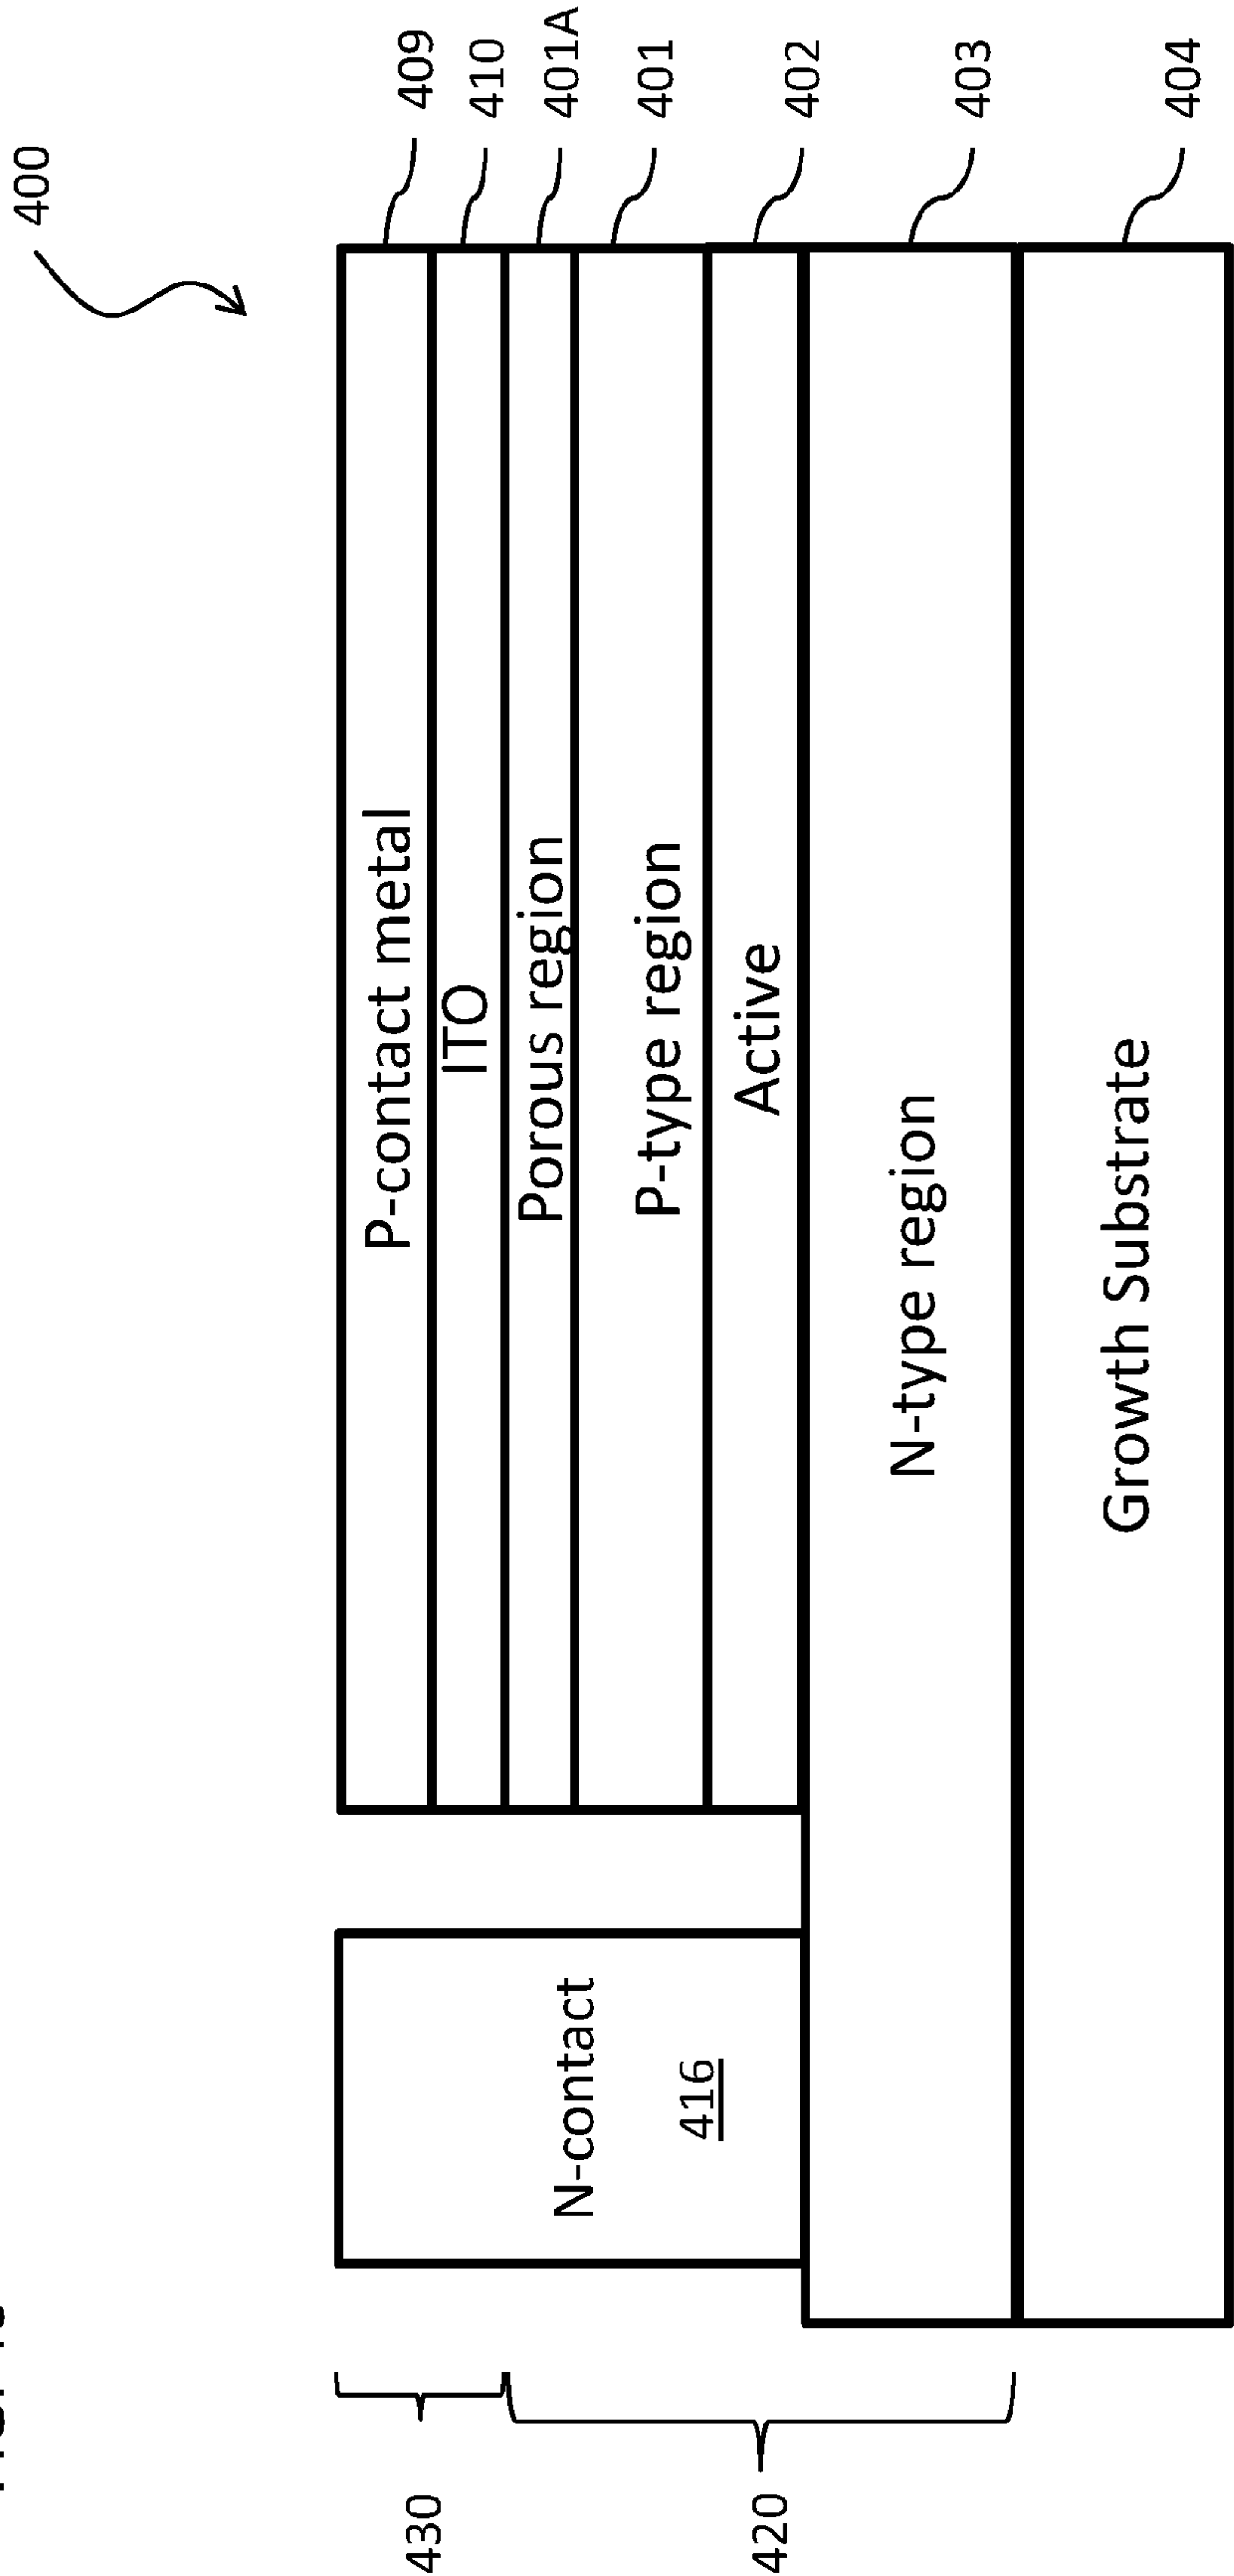 400
P-contact metal
409
ITO
410
Porous region
401A
P-type region
401
Active
402
N-type region
403
Growth Substrate
404
N-contact
416
430
420